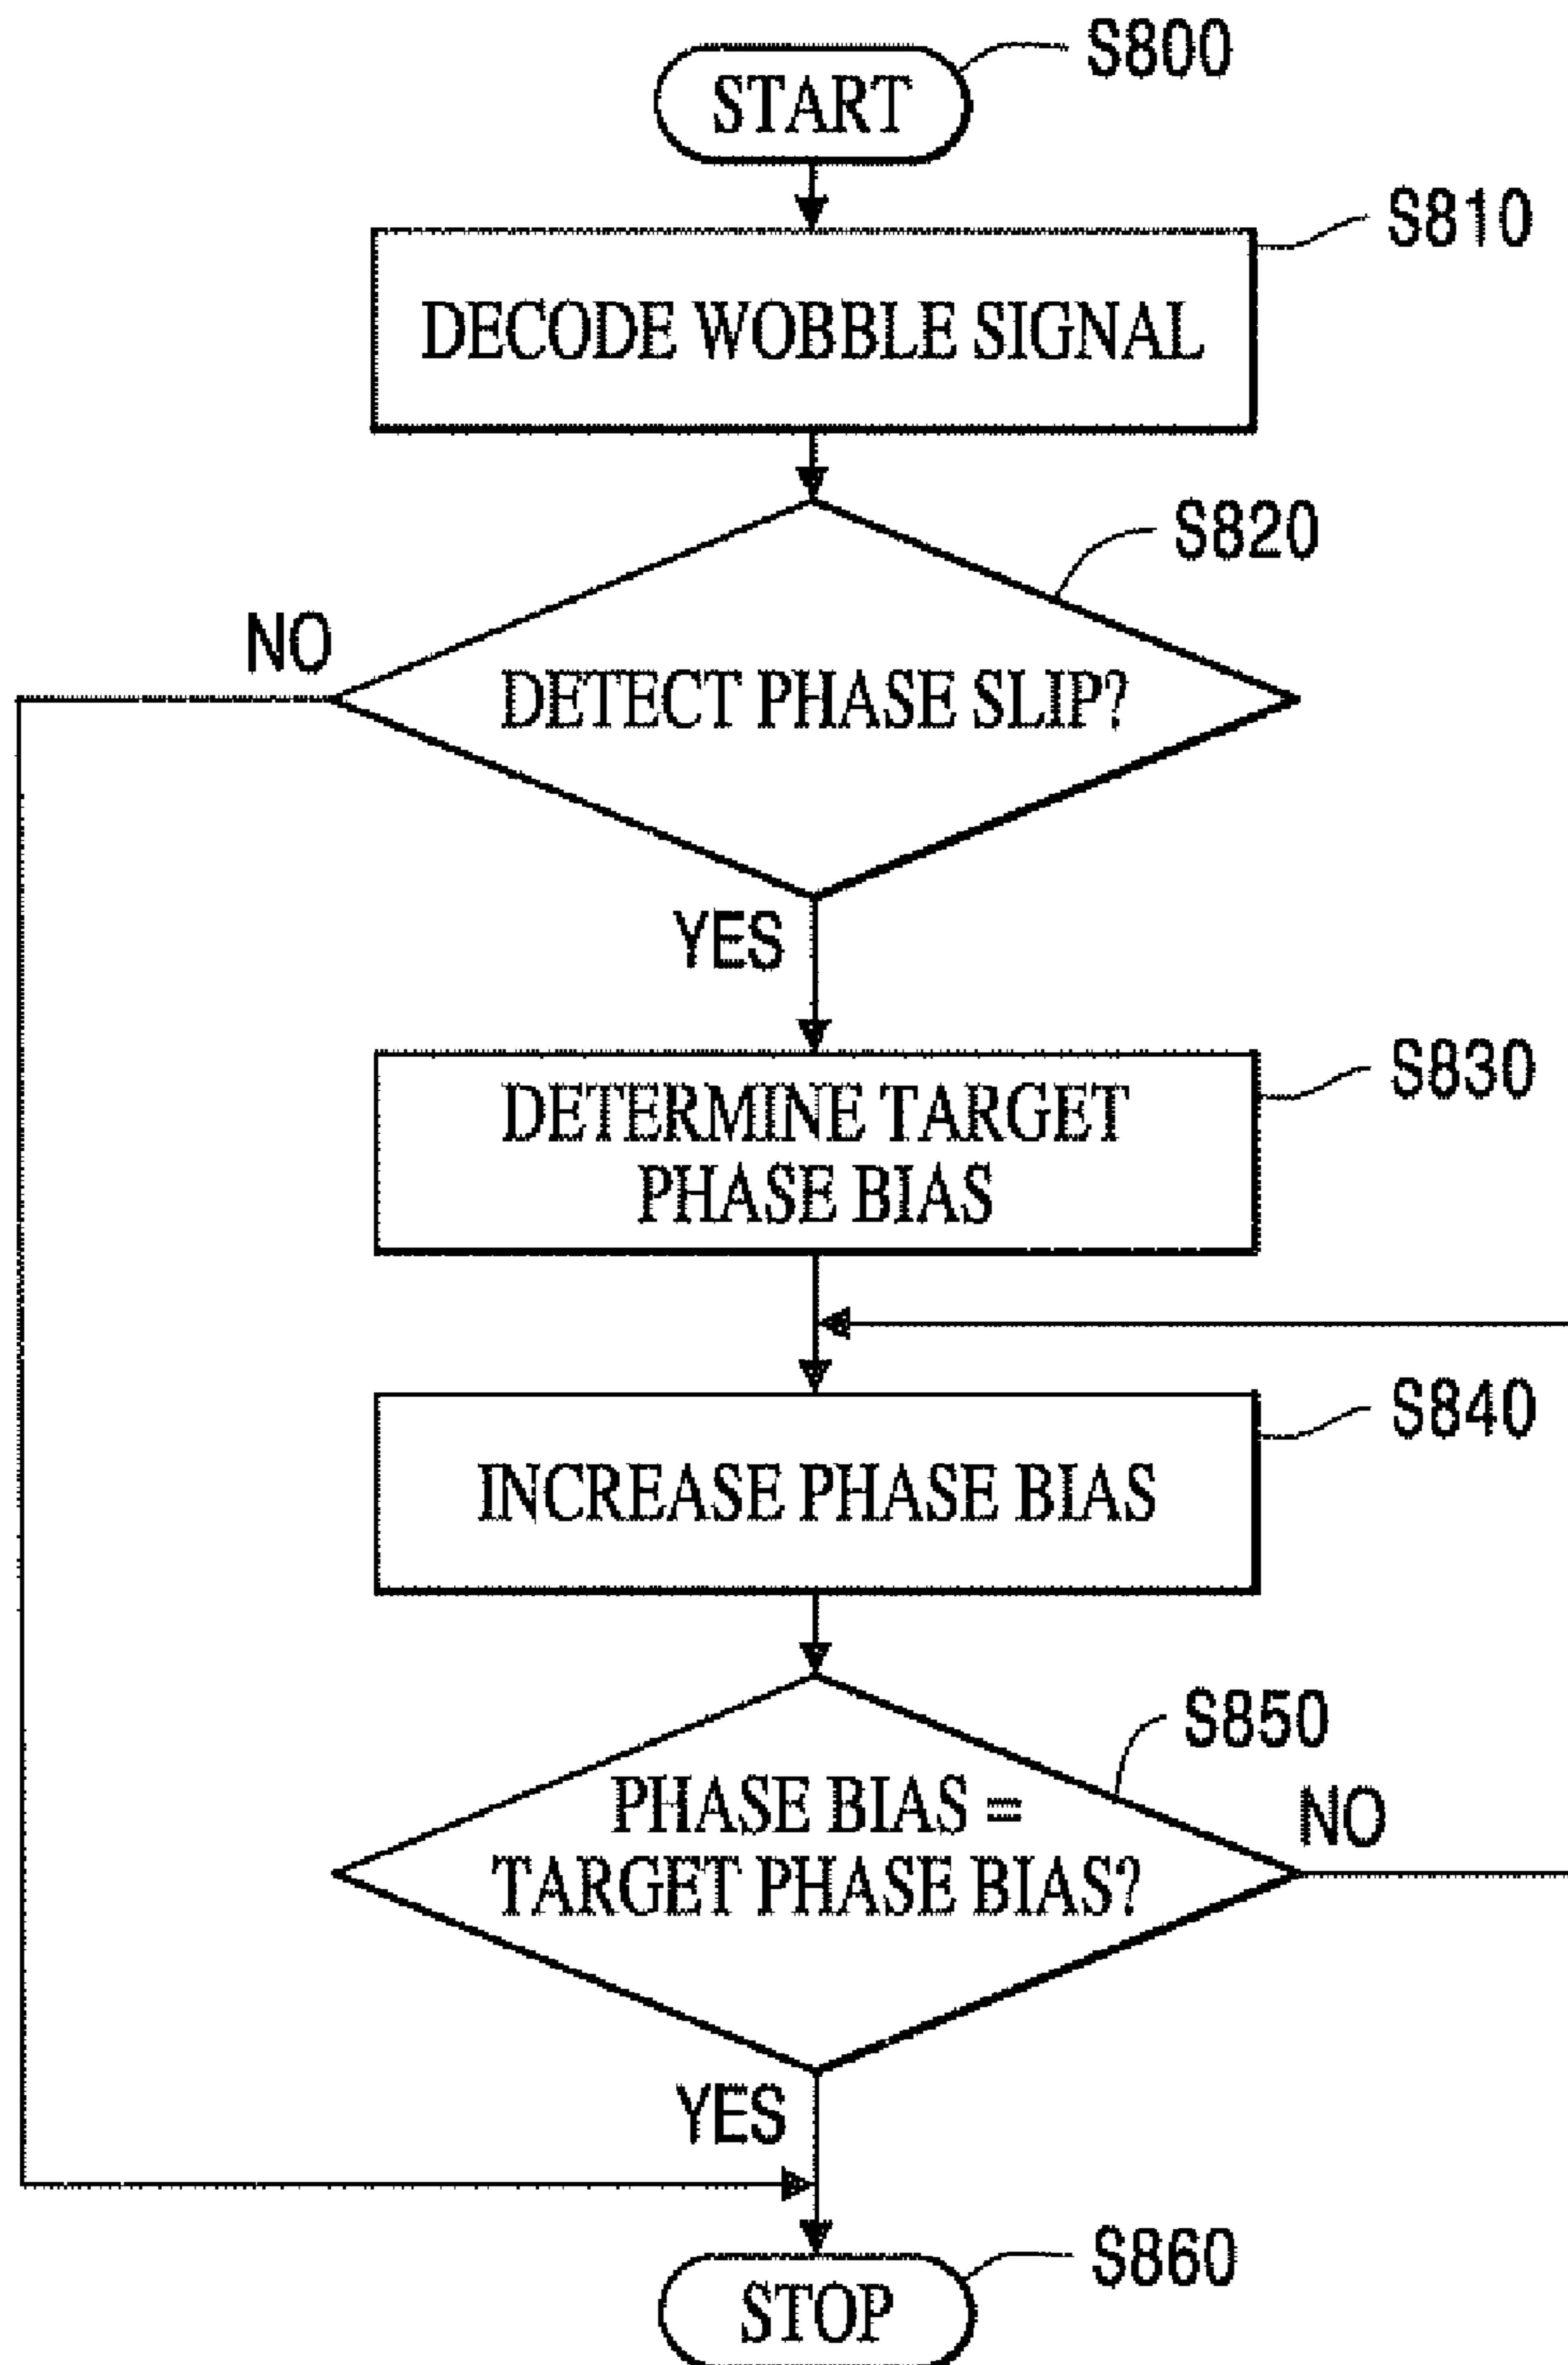 S800
START
S810
DECODE WOBBLE SIGNAL
S820
NO
DETECT PHASE SLIP?
YES
S830
DETERMINE TARGET
PHASE BIAS
S840
INCREASE PHASE BIAS
S850
PHASE BIAS =
NO
TARGET PHASE BIAS?
YES
S860
STOP